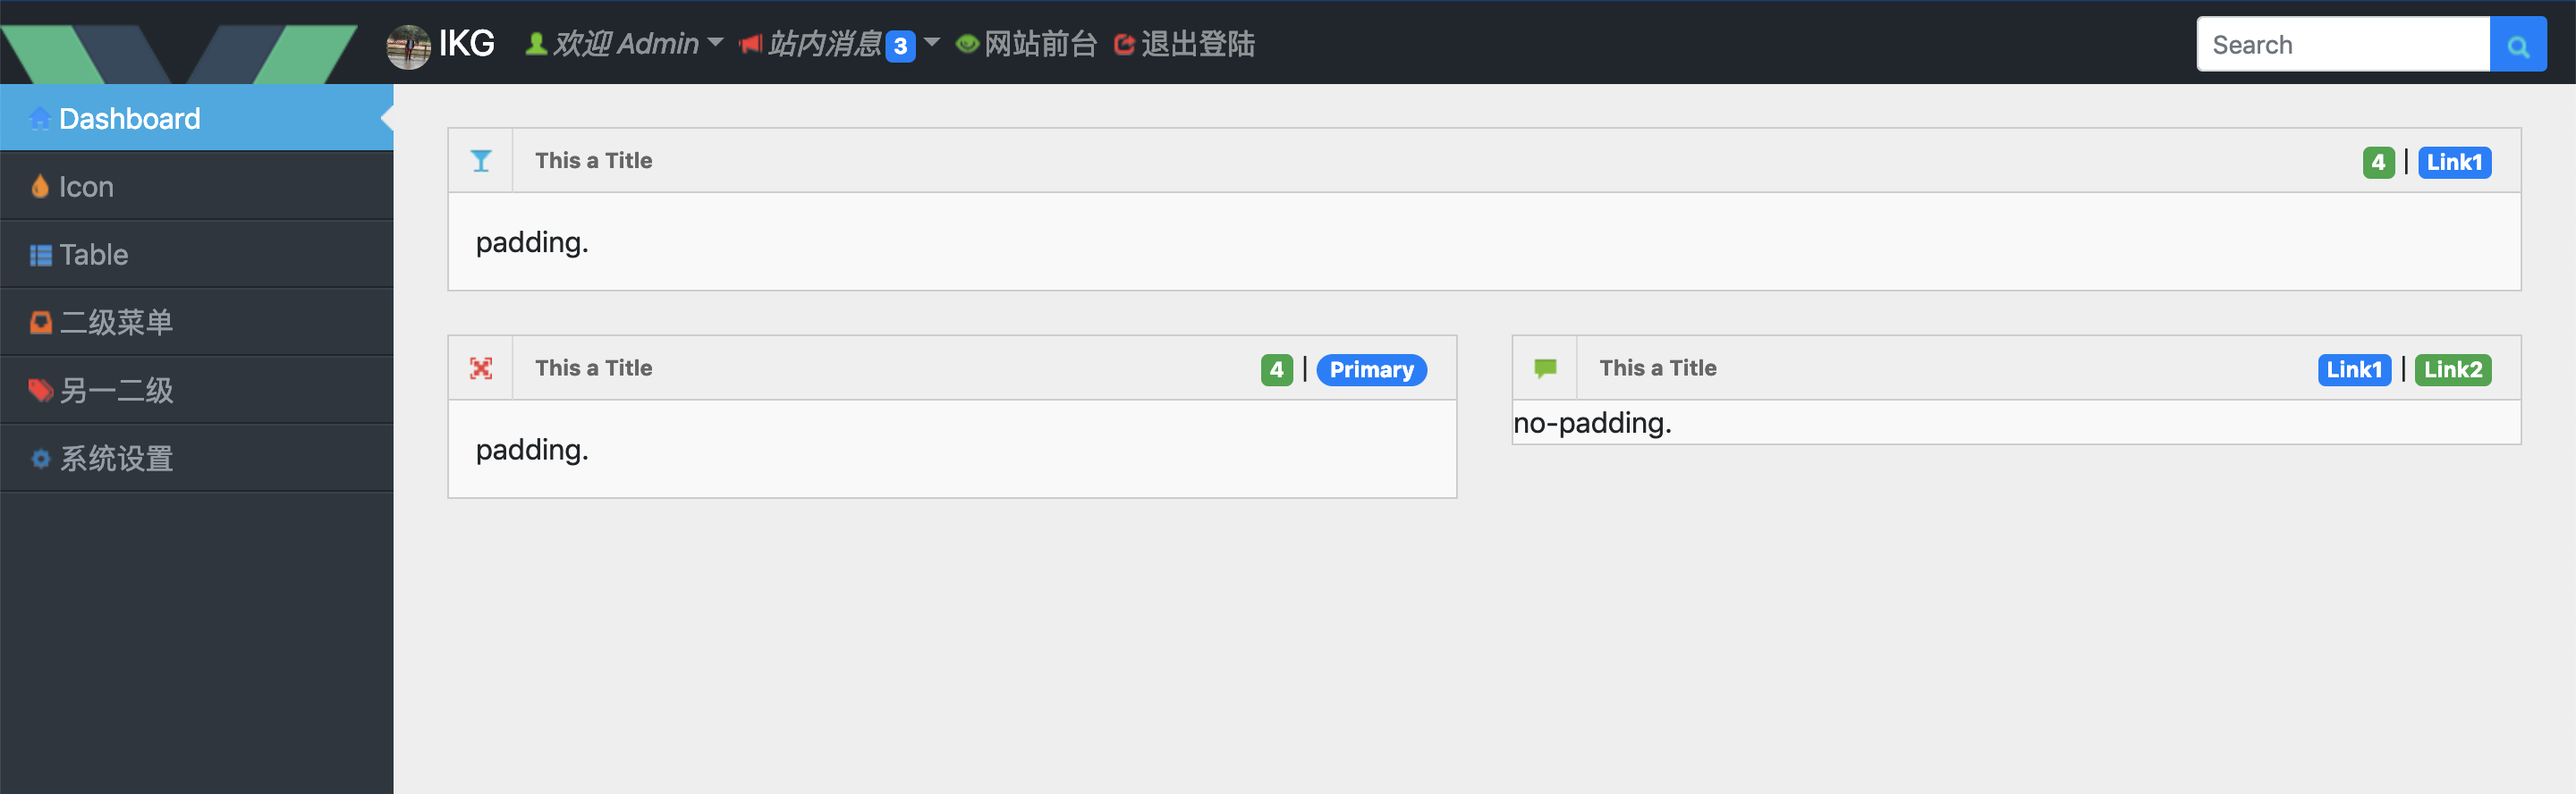 IKG 欢迎 Admin 站内消息 3 网站前台 退出登陆 Search
Dashboard
Icon
Table
二级菜单
另一二级
系统设置
This a Title 4 | Link1
padding.
This a Title 4 | Primary
padding.
This a Title Link1 | Link2
no-padding.